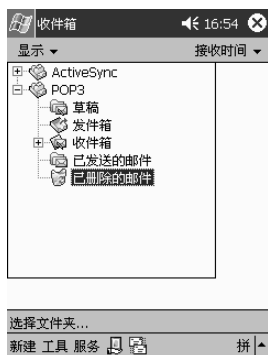 收件箱 16:54
显示 接收时间
ActiveSync
POP3
草稿
发件箱
收件箱
已发送的邮件
已删除的邮件
选择文件夹...
新建 工具 服务 拼